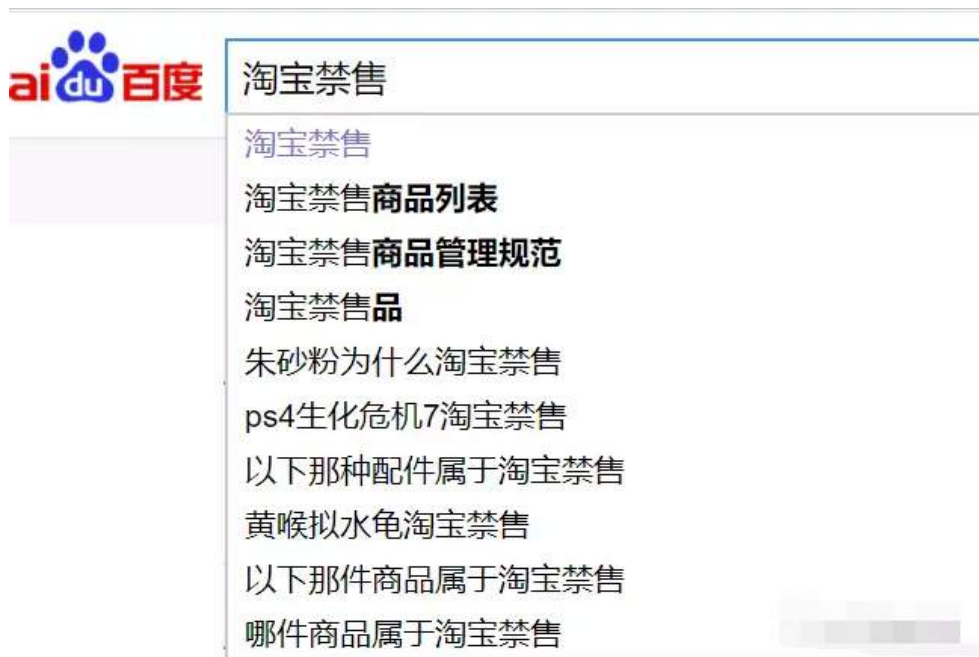 ai du 百度
淘宝禁售
淘宝禁售
淘宝禁售商品列表
淘宝禁售商品管理规范
淘宝禁售品
朱砂粉为什么淘宝禁售
ps4生化危机7淘宝禁售
以下那种配件属于淘宝禁售
黄喉拟水龟淘宝禁售
以下那件商品属于淘宝禁售
哪件商品属于淘宝禁售